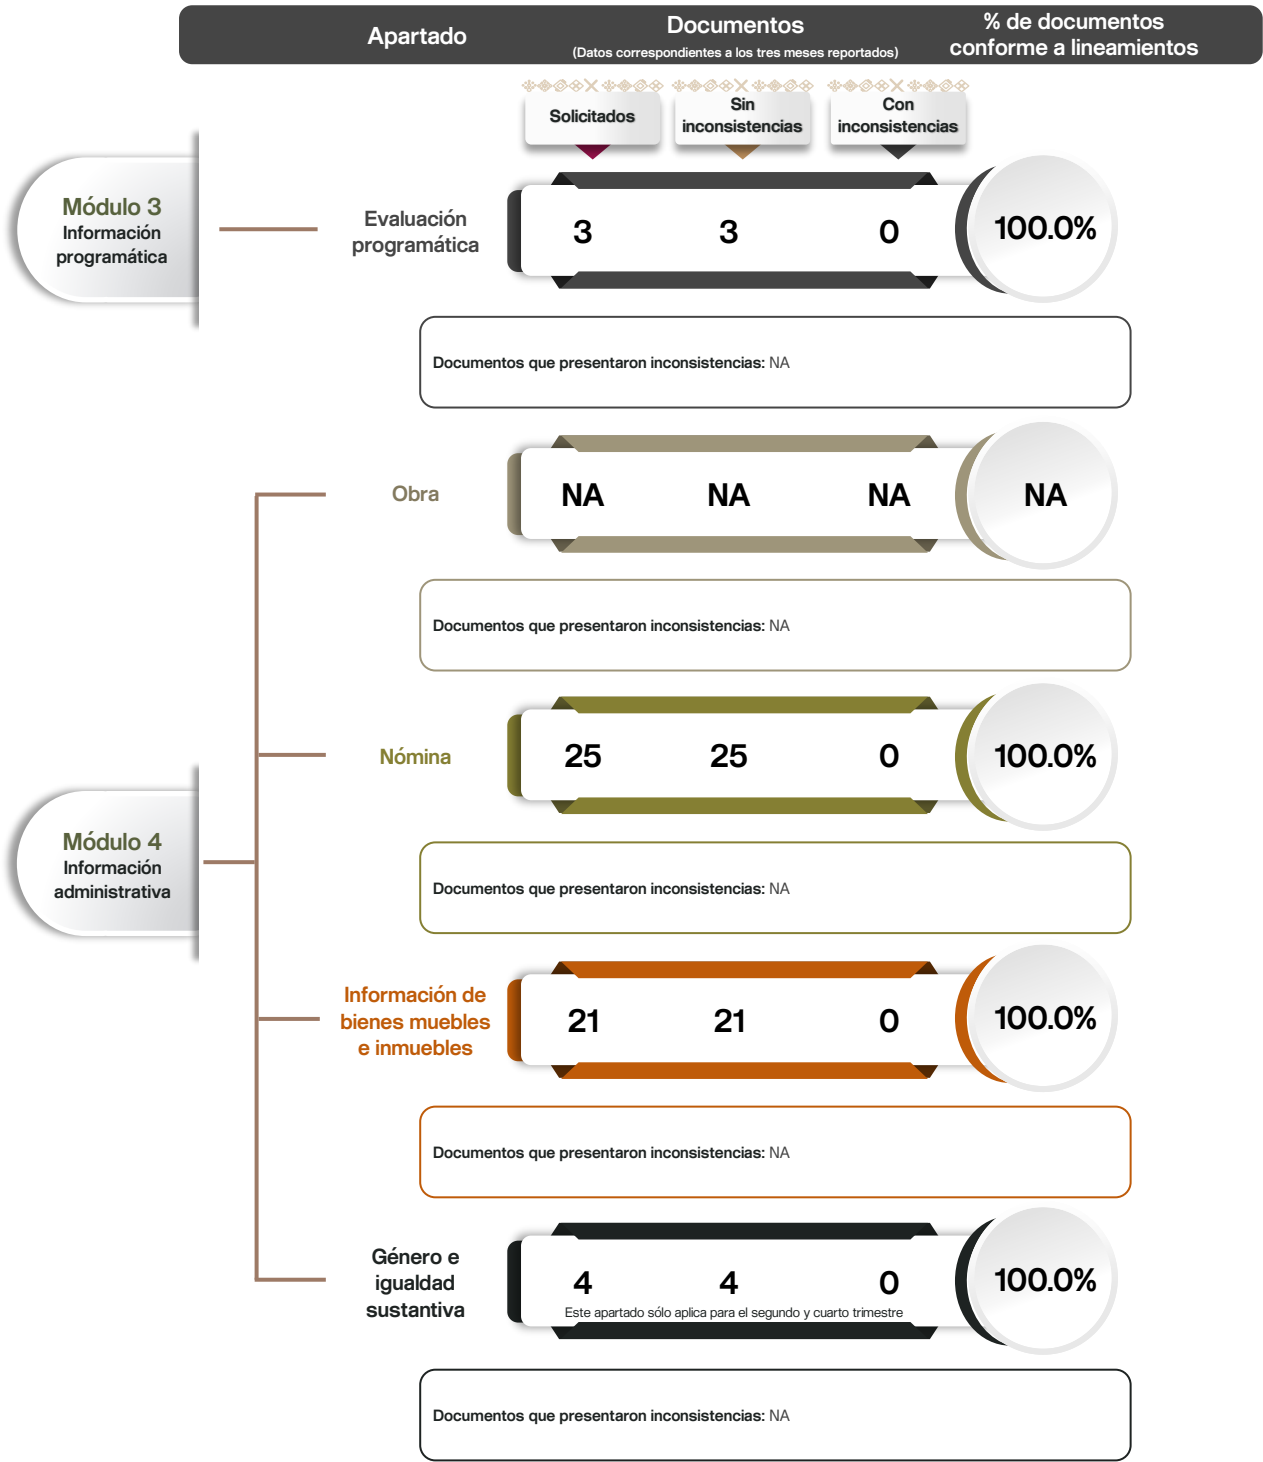 Apartado
Documentos
(Datos correspondientes a los tres meses reportados)
% de documentos
conforme a lineamientos
Solicitados
Sin
inconsistencias
Con
inconsistencias
Módulo 3
Información
programática
Evaluación
programática
3 3 0 100.0%
Documentos que presentaron inconsistencias: NA
Obra
NA NA NA NA
Documentos que presentaron inconsistencias: NA
Nómina
25 25 0 100.0%
Documentos que presentaron inconsistencias: NA
Módulo 4
Información
administrativa
Información de
bienes muebles
e inmuebles
21 21 0 100.0%
Documentos que presentaron inconsistencias: NA
Género e
igualdad
sustantiva
4 4 0 100.0%
Este apartado sólo aplica para el segundo y cuarto trimestre
Documentos que presentaron inconsistencias: NA